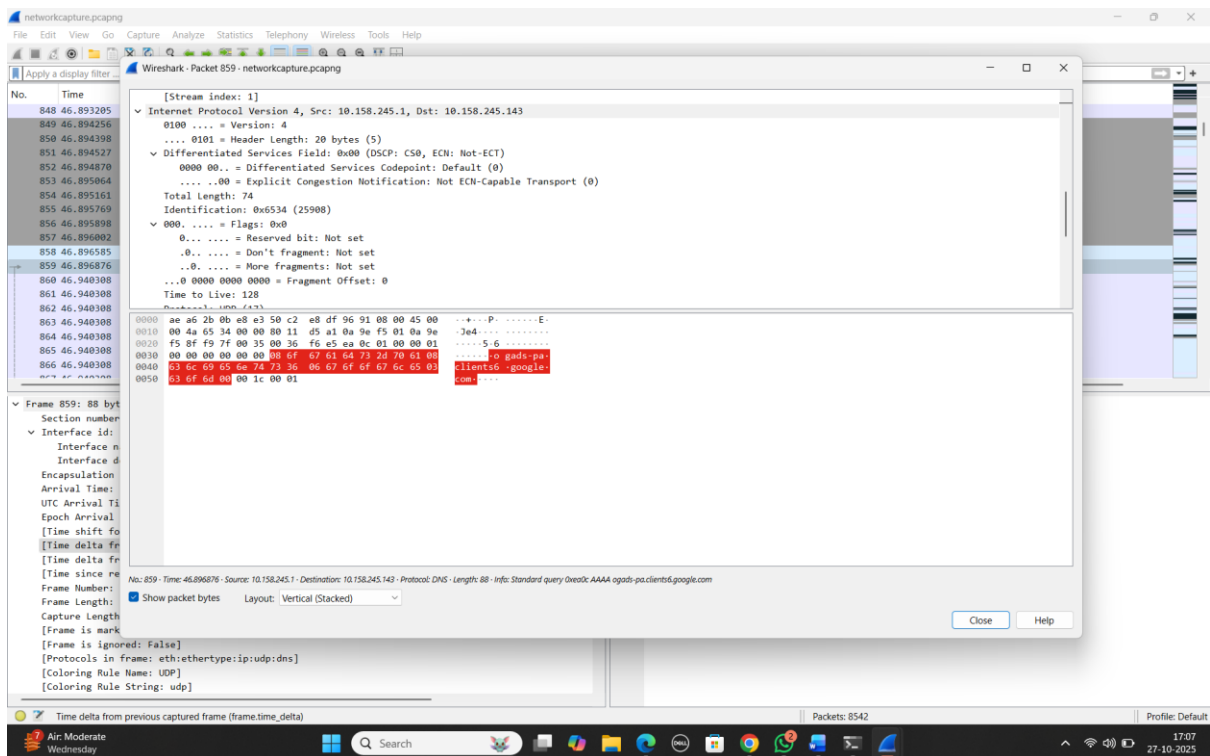 networkcapture.pcapng
File Edit View Go Capture Analyze Statistics Telephony Wireless Tools Help
Apply a display filter ...
No. Time
848 46.893205
849 46.894256
850 46.894398
851 46.894527
852 46.894870
853 46.895064
854 46.895161
855 46.895769
856 46.895898
857 46.896002
858 46.896585
859 46.896876
860 46.940308
861 46.940308
862 46.940308
863 46.940308
864 46.940308
865 46.940308
866 46.940308
Wireshark · Packet 859 · networkcapture.pcapng
[Stream index: 1]
Internet Protocol Version 4, Src: 10.158.245.1, Dst: 10.158.245.143
0100 .... = Version: 4
.... 0101 = Header Length: 20 bytes (5)
Differentiated Services Field: 0x00 (DSCP: CS0, ECN: Not-ECT)
0000 00.. = Differentiated Services Codepoint: Default (0)
.... ..00 = Explicit Congestion Notification: Not ECN-Capable Transport (0)
Total Length: 74
Identification: 0x6534 (25908)
000. .... = Flags: 0x0
0... .... = Reserved bit: Not set
.0.. .... = Don't fragment: Not set
..0. .... = More fragments: Not set
...0 0000 0000 0000 = Fragment Offset: 0
Time to Live: 128
Protocol: UDP (17)
0000 ae a6 2b 0b e8 e3 50 c2 e8 df 96 91 08 00 45 00 ··+···P· ······E·
0010 00 4a 65 34 00 00 80 11 d5 a1 0a 9e f5 01 0a 9e ·Je4···· ········
0020 f5 8f f9 7f 00 35 00 36 f6 e5 ea 0c 01 00 00 01 ·····5·6 ········
0030 00 00 00 00 00 00 08 6f 67 61 64 73 2d 70 61 08 ·······o gads-pa·
0040 63 6c 69 65 6e 74 73 36 06 67 6f 6f 67 6c 65 03 clients6 ·google·
0050 63 6f 6d 00 00 1c 00 01 com·····
No.: 859 · Time: 46.896876 · Source: 10.158.245.1 · Destination: 10.158.245.143 · Protocol: DNS · Length: 88 · Info: Standard query 0xea0c AAAA ogads-pa.clients6.google.com
Show packet bytes Layout: Vertical (Stacked)
Close Help
Frame 859: 88 byt
Section number
Interface id:
Interface n
Interface d
Encapsulation
Arrival Time:
UTC Arrival Ti
Epoch Arrival
[Time shift fo
[Time delta fr
[Time delta fr
[Time since re
Frame Number:
Frame Length:
Capture Length
[Frame is mark
[Frame is ignored: False]
[Protocols in frame: eth:ethertype:ip:udp:dns]
[Coloring Rule Name: UDP]
[Coloring Rule String: udp]
Time delta from previous captured frame (frame.time_delta) Packets: 8542 Profile: Default
7 Air: Moderate
Wednesday
Search
DELL
2
17:07
27-10-2025